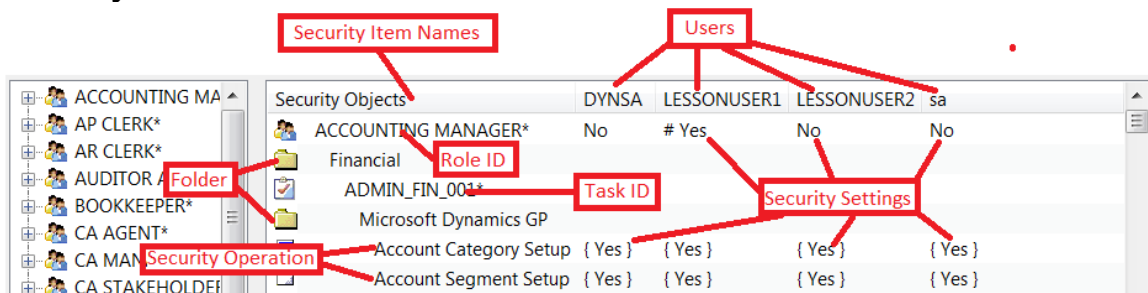 Security Item Names
Users
ACCOUNTING MA
AP CLERK*
AR CLERK*
AUDITOR A
BOOKKEEPER*
CA AGENT*
CA MAN
CA STAKEHOLDER
Folder
Security Operation
Security Objects DYNSA LESSONUSER1 LESSONUSER2 sa
ACCOUNTING MANAGER* No # Yes No No
Financial
Role ID
ADMIN_FIN_001*
Task ID
Security Settings
Microsoft Dynamics GP
Account Category Setup { Yes } { Yes } { Yes } { Yes }
Account Segment Setup { Yes } { Yes } { Yes } { Yes }